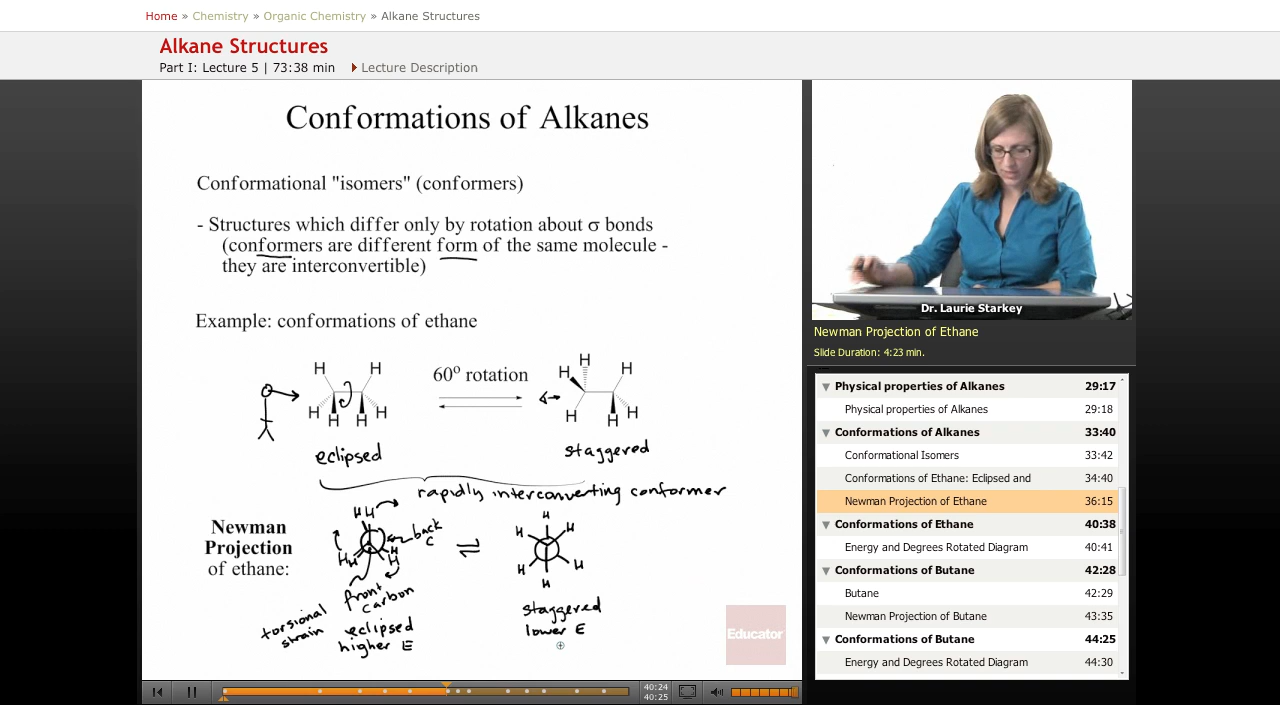 Home » Chemistry » Organic Chemistry » Alkane Structures
Alkane Structures
Part I: Lecture 5 | 73:38 min
Lecture Description
Conformations of Alkanes
Conformational "isomers" (conformers)
- Structures which differ only by rotation about σ bonds
(conformers are different form of the same molecule -
they are interconvertible)
Example: conformations of ethane
H H
H H H H
60° rotation
H H H
H H H
eclipsed
staggered
rapidly interconverting conformer
Newman
Projection
of ethane:
H H
H H H H
back
C
front
carbon
torsional
strain
eclipsed
higher E
H
H H
H H
H
staggered
lower E
Educator
Dr. Laurie Starkey
Newman Projection of Ethane
Slide Duration: 4:23 min.
Physical properties of Alkanes 29:17
Physical properties of Alkanes 29:18
Conformations of Alkanes 33:40
Conformational Isomers 33:42
Conformations of Ethane: Eclipsed and 34:40
Newman Projection of Ethane 36:15
Conformations of Ethane 40:38
Energy and Degrees Rotated Diagram 40:41
Conformations of Butane 42:28
Butane 42:29
Newman Projection of Butane 43:35
Conformations of Butane 44:25
Energy and Degrees Rotated Diagram 44:30
40:24
40:25